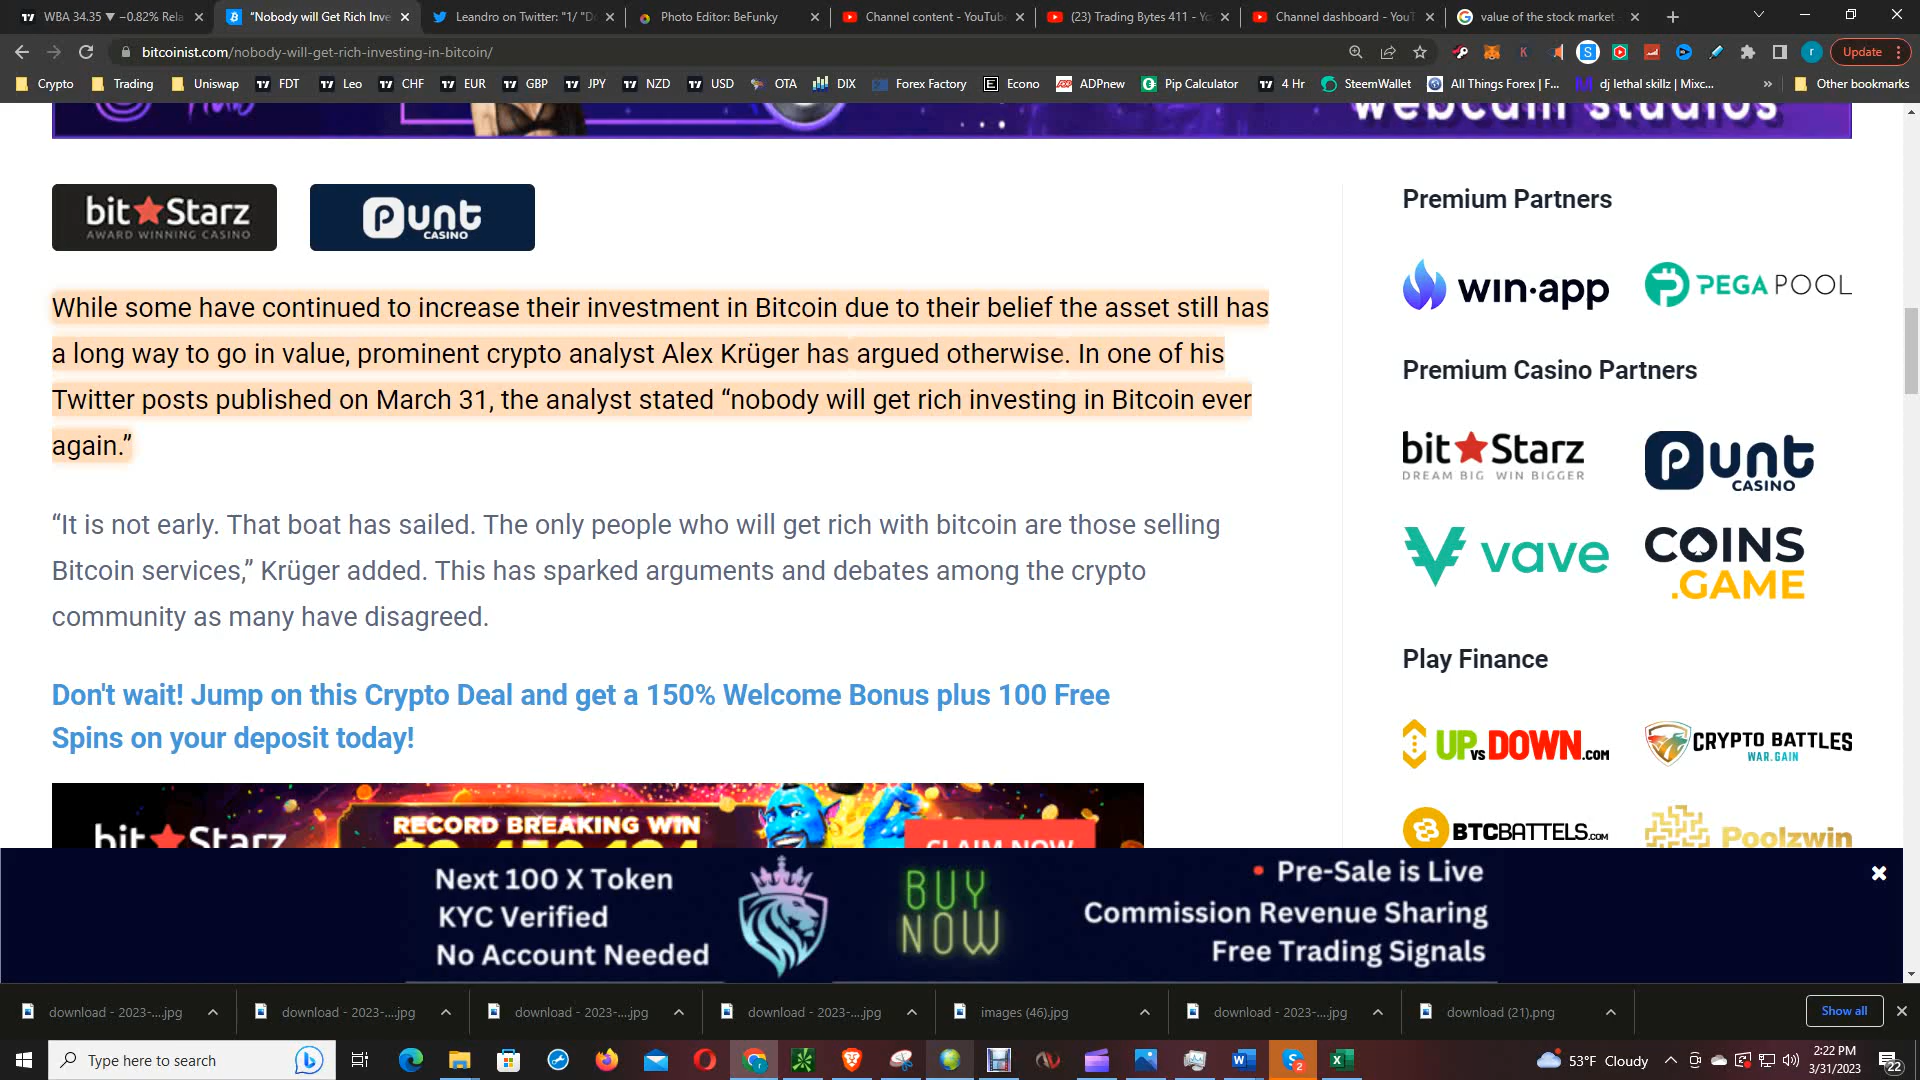 WBA 34.35 ▼ −0.82% Rela
"Nobody will Get Rich Inve
Leandro on Twitter: "1/ "Do
Photo Editor: BeFunky
Channel content - YouTube
(23) Trading Bytes 411 - Yo
Channel dashboard - YouT
value of the stock market
bitcoinist.com/nobody-will-get-rich-investing-in-bitcoin/
Update
Crypto
Trading
Uniswap
FDT
Leo
CHF
EUR
GBP
JPY
NZD
USD
OTA
DIX
Forex Factory
Econo
ADPnew
Pip Calculator
4 Hr
SteemWallet
All Things Forex | F...
dj lethal skillz | Mixc...
Other bookmarks
webcam studios
bit Starz
AWARD WINNING CASINO
Punt
CASINO
While some have continued to increase their investment in Bitcoin due to their belief the asset still has
a long way to go in value, prominent crypto analyst Alex Krüger has argued otherwise. In one of his
Twitter posts published on March 31, the analyst stated “nobody will get rich investing in Bitcoin ever
again.”
“It is not early. That boat has sailed. The only people who will get rich with bitcoin are those selling
Bitcoin services,” Krüger added. This has sparked arguments and debates among the crypto
community as many have disagreed.
Don't wait! Jump on this Crypto Deal and get a 150% Welcome Bonus plus 100 Free
Spins on your deposit today!
bit Starz
RECORD BREAKING WIN
CLAIM NOW
Premium Partners
win·app
PEGA POOL
Premium Casino Partners
bit Starz
DREAM BIG WIN BIGGER
Punt
CASINO
vave
COINS
.GAME
Play Finance
UP VS DOWN.COM
CRYPTO BATTLES
WAR.GAIN
BTCBATTELS.COM
Poolzwin
Next 100 X Token
KYC Verified
No Account Needed
BUY
NOW
Pre-Sale is Live
Commission Revenue Sharing
Free Trading Signals
download - 2023-....jpg
download - 2023-....jpg
download - 2023-....jpg
download - 2023-....jpg
images (46).jpg
download - 2023-....jpg
download (21).png
Show all
Type here to search
53°F Cloudy
2:22 PM
3/31/2023
22